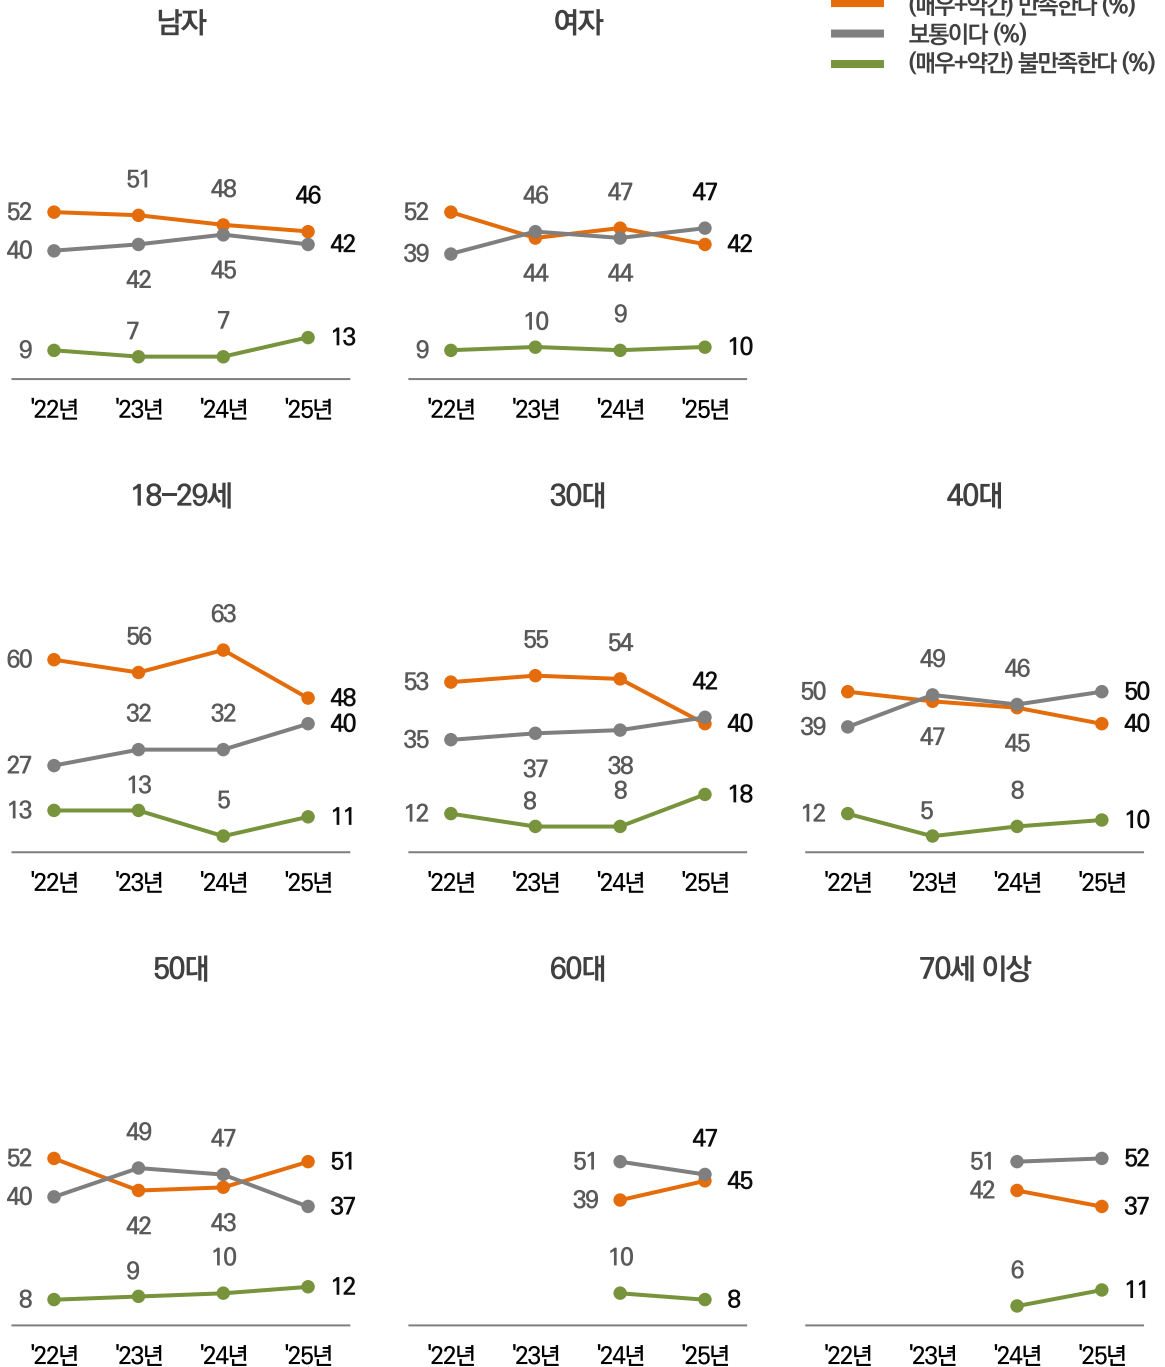 (매우+약간) 만족한다 (%)
보통이다 (%)
(매우+약간) 불만족한다 (%)
남자
52 51 48 46
40 42 45 42
9 7 7 13
'22년 '23년 '24년 '25년
여자
52 46 47 47
39 44 44 42
9 10 9 10
'22년 '23년 '24년 '25년
18-29세
60 56 63 48
27 32 32 40
13 13 5 11
'22년 '23년 '24년 '25년
30대
53 55 54 42
35 37 38 40
12 8 8 18
'22년 '23년 '24년 '25년
40대
50 49 46 50
39 47 45 40
12 5 8 10
'22년 '23년 '24년 '25년
50대
52 49 47 51
40 42 43 37
8 9 10 12
'22년 '23년 '24년 '25년
60대
51 47
39 45
10 8
'22년 '23년 '24년 '25년
70세 이상
51 52
42 37
6 11
'22년 '23년 '24년 '25년